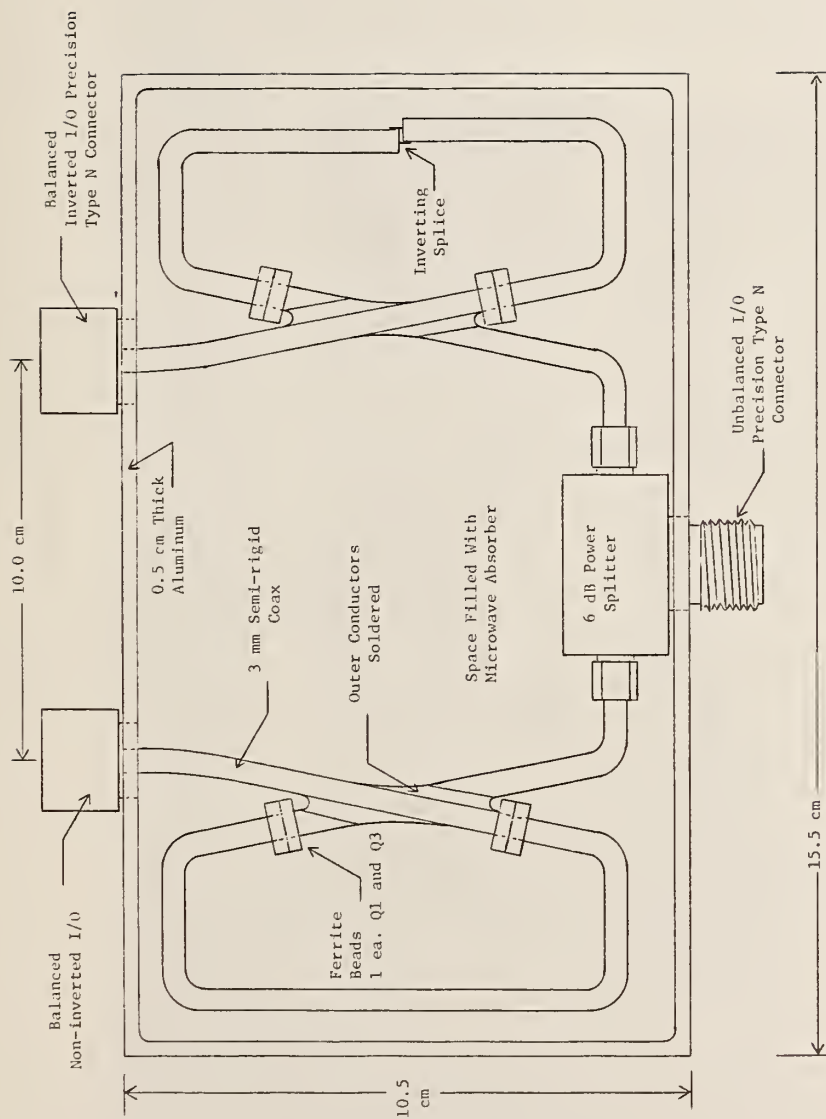 Balanced
Non-inverted I/O
10.0 cm
Balanced
Inverted I/O Precision
Type N Connector
0.5 cm Thick
Aluminum
3 mm Semi-rigid
Coax
Outer Conductors
Soldered
Inverting
Splice
Ferrite
Beads
1 ea. Q1 and Q3
Space Filled With
Microwave Absorber
6 dB Power
Splitter
Unbalanced I/O
Precision Type N
Connector
10.5
cm
15.5 cm